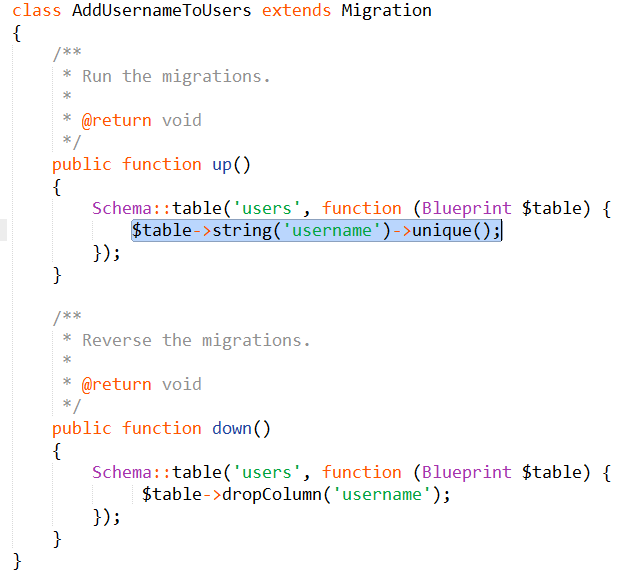 class AddUsernameToUsers extends Migration
{
    /**
     * Run the migrations.
     *
     * @return void
     */
    public function up()
    {
        Schema::table('users', function (Blueprint $table) {
            $table->string('username')->unique();
        });
    }

    /**
     * Reverse the migrations.
     *
     * @return void
     */
    public function down()
    {
        Schema::table('users', function (Blueprint $table) {
             $table->dropColumn('username');
        });
    }
}